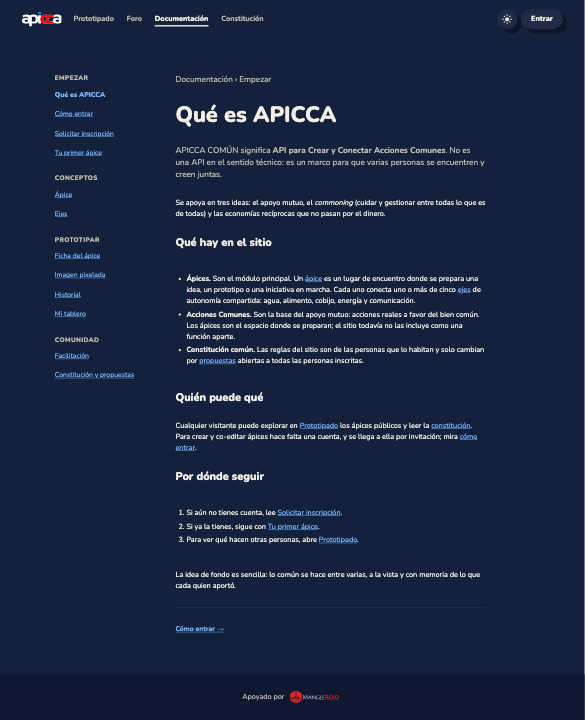 apicca Prototipado Foro Documentación Constitución Entrar
EMPEZAR
Qué es APICCA
Cómo entrar
Solicitar inscripción
Tu primer ápice
CONCEPTOS
Ápice
Ejes
PROTOTIPAR
Ficha del ápice
Imagen pixelada
Historial
Mi tablero
COMUNIDAD
Facilitación
Constitución y propuestas
Documentación › Empezar
Qué es APICCA
APICCA COMÚN significa API para Crear y Conectar Acciones Comunes. No es
una API en el sentido técnico: es un marco para que varias personas se encuentren y
creen juntas.
Se apoya en tres ideas: el apoyo mutuo, el commoning (cuidar y gestionar entre todas lo que es
de todas) y las economías recíprocas que no pasan por el dinero.
Qué hay en el sitio
• Ápices. Son el módulo principal. Un ápice es un lugar de encuentro donde se prepara una
idea, un prototipo o una iniciativa en marcha. Cada uno conecta uno o más de cinco ejes de
autonomía compartida: agua, alimento, cobijo, energía y comunicación.
• Acciones Comunes. Son la base del apoyo mutuo: acciones reales a favor del bien común.
Los ápices son el espacio donde se preparan; el sitio todavía no las incluye como una
función aparte.
• Constitución común. Las reglas del sitio son de las personas que lo habitan y solo cambian
por propuestas abiertas a todas las personas inscritas.
Quién puede qué
Cualquier visitante puede explorar en Prototipado los ápices públicos y leer la constitución.
Para crear y co-editar ápices hace falta una cuenta, y se llega a ella por invitación; mira cómo
entrar.
Por dónde seguir
1. Si aún no tienes cuenta, lee Solicitar inscripción.
2. Si ya la tienes, sigue con Tu primer ápice.
3. Para ver qué hacen otras personas, abre Prototipado.
La idea de fondo es sencilla: lo común se hace entre varias, a la vista y con memoria de lo que
cada quien aportó.
Cómo entrar →
Apoyado por MANGLEROJO